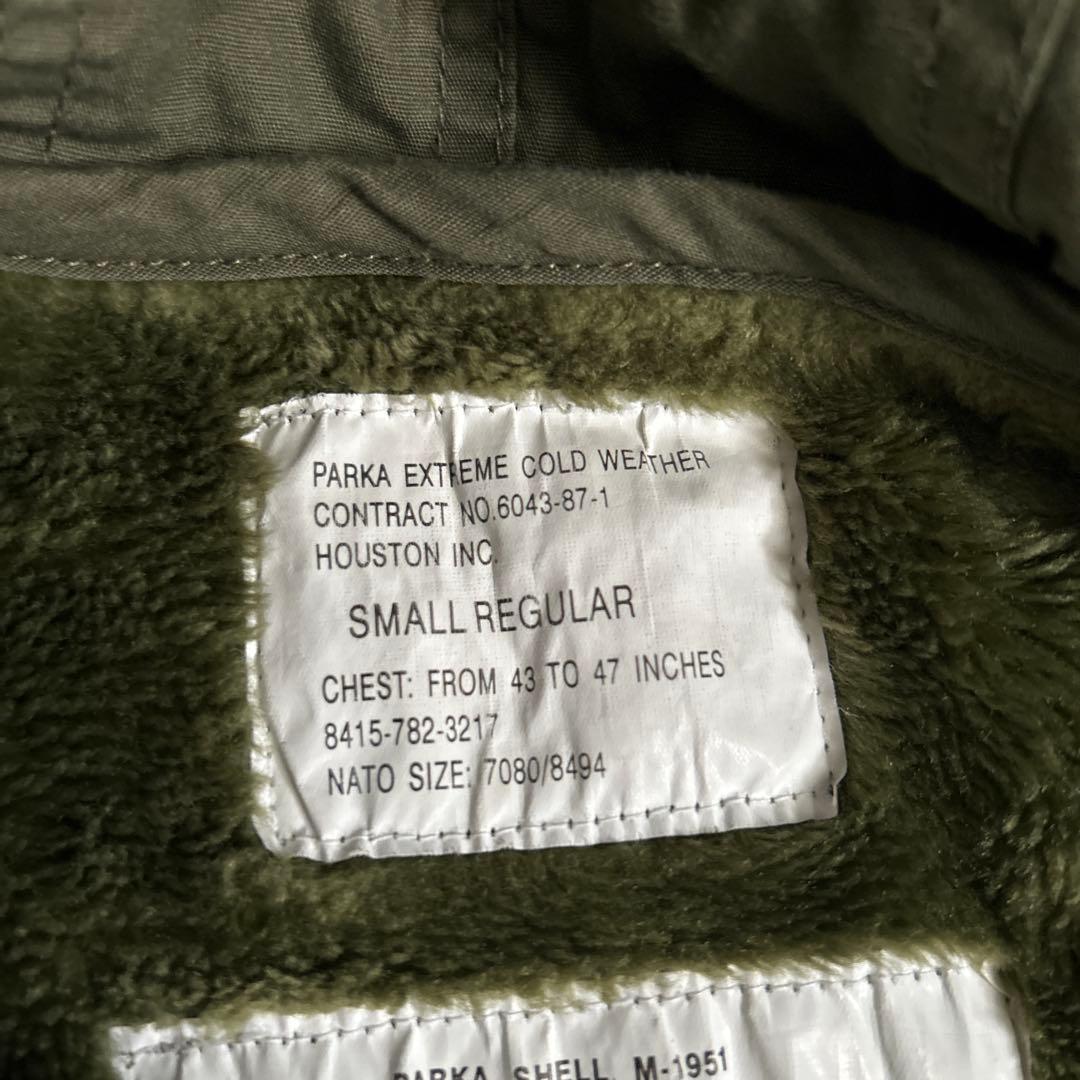 PARKA EXTREME COLD WEATHER
CONTRACT NO.6043-87-1
HOUSTON INC.
SMALL REGULAR
CHEST: FROM 43 TO 47 INCHES
8415-782-3217
NATO SIZE: 7080/8494
PARKA SHELL, M-1951